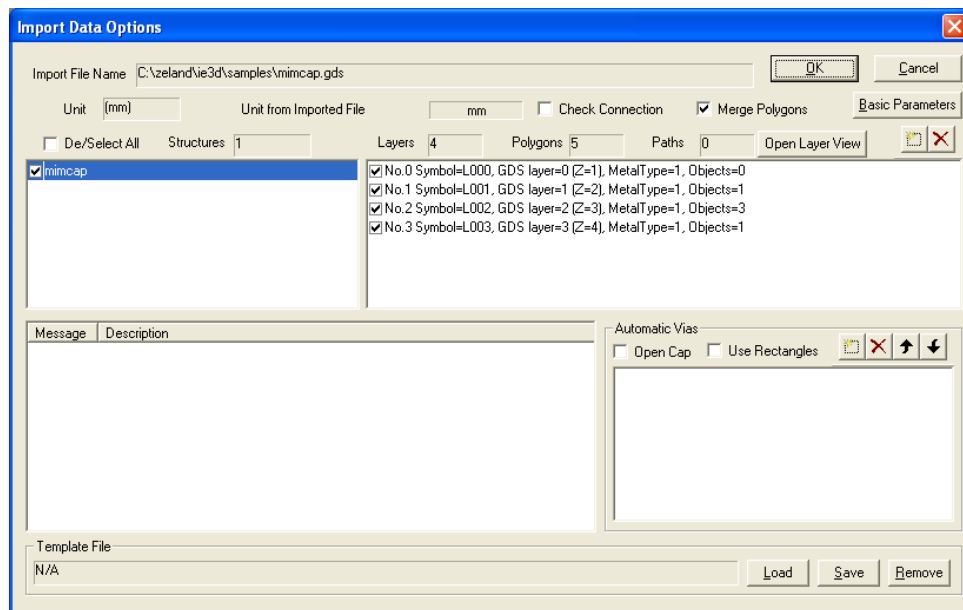 Import Data Options
Import File Name C:\zeland\ie3d\samples\mimcap.gds OK Cancel
Unit (mm) Unit from Imported File mm Check Connection Merge Polygons Basic Parameters
De/Select All Structures 1 Layers 4 Polygons 5 Paths 0 Open Layer View
mimcap
No.0 Symbol=L000, GDS layer=0 (Z=1), MetalType=1, Objects=0
No.1 Symbol=L001, GDS layer=1 (Z=2), MetalType=1, Objects=1
No.2 Symbol=L002, GDS layer=2 (Z=3), MetalType=1, Objects=3
No.3 Symbol=L003, GDS layer=3 (Z=4), MetalType=1, Objects=1
Message Description
Automatic Vias
Open Cap Use Rectangles
Template File
N/A Load Save Remove